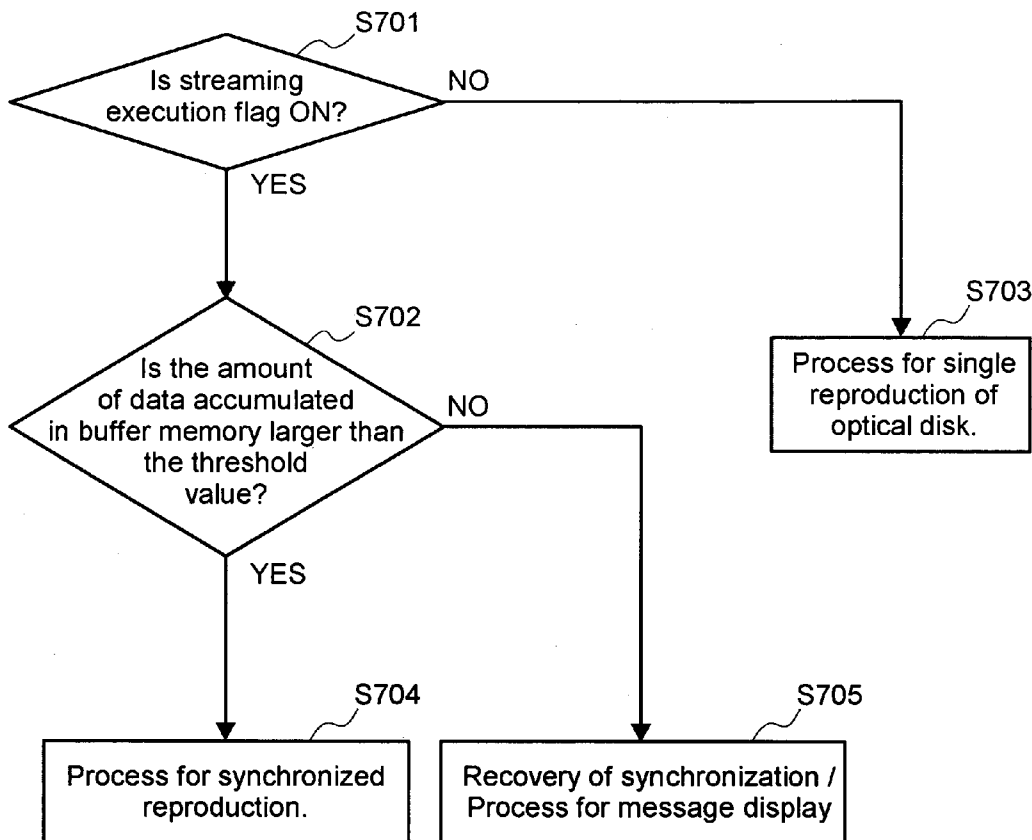 S701
Is streaming
execution flag ON?
NO
YES
S702
Is the amount
of data accumulated
in buffer memory larger than
the threshold
value?
NO
YES
S703
Process for single
reproduction of
optical disk.
S704
Process for synchronized
reproduction.
S705
Recovery of synchronization /
Process for message display